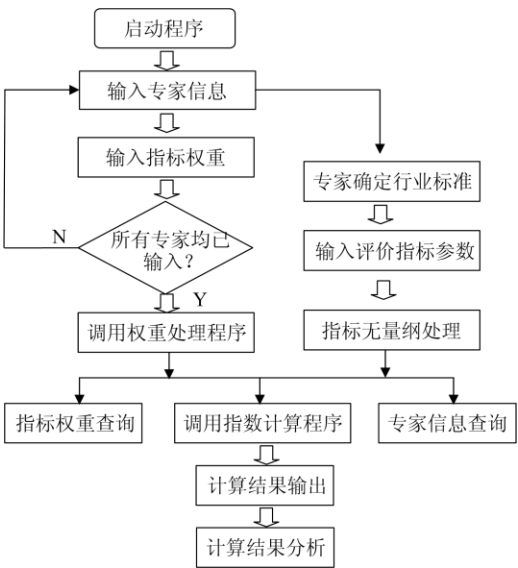 启动程序
输入专家信息
输入指标权重
专家确定行业标准
N
所有专家均已
输入？
输入评价指标参数
Y
调用权重处理程序
指标无量纲处理
指标权重查询
调用指数计算程序
专家信息查询
计算结果输出
计算结果分析